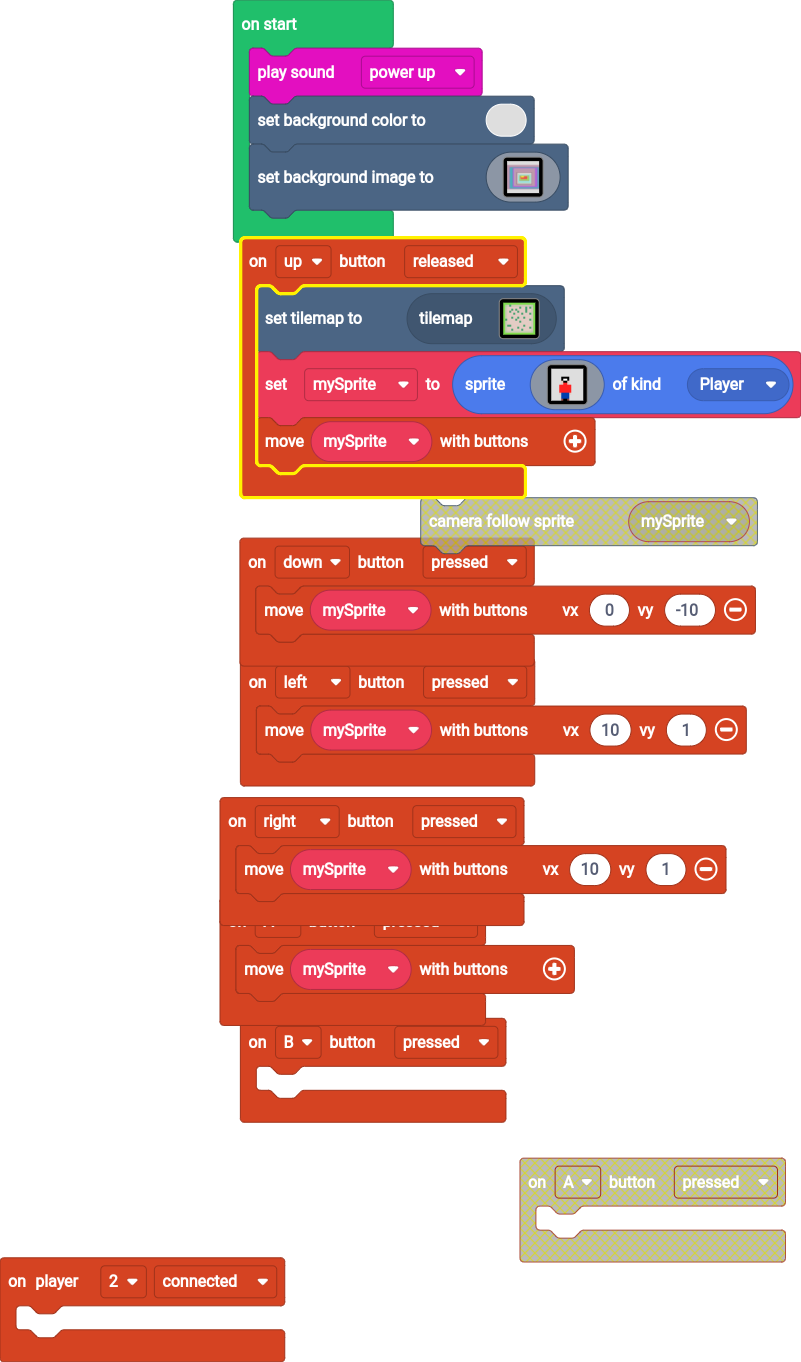 on start
play sound power up
set background color to
set background image to
on up button released
set tilemap to tilemap
set mySprite to sprite of kind Player
move mySprite with buttons
camera follow sprite mySprite
on down button pressed
move mySprite with buttons vx 0 vy -10
on left button pressed
move mySprite with buttons vx 10 vy 1
on right button pressed
move mySprite with buttons vx 10 vy 1
on A button pressed
move mySprite with buttons
on B button pressed
on A button pressed
on player 2 connected